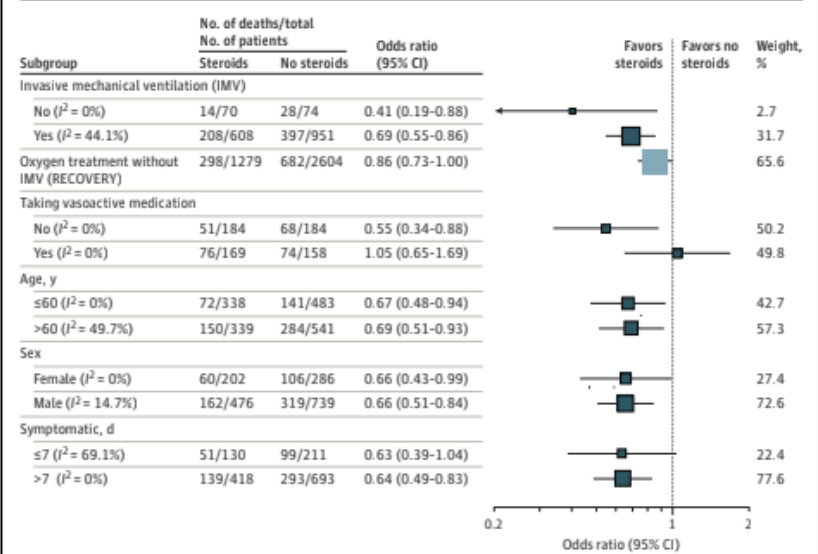 No. of deaths/total
No. of patients
Odds ratio
(95% CI)
Favors
steroids
Favors no
steroids
Weight,
%
Subgroup Steroids No steroids
Invasive mechanical ventilation (IMV)
No (I² = 0%) 14/70 28/74 0.41 (0.19-0.88) 2.7
Yes (I² = 44.1%) 208/608 397/951 0.69 (0.55-0.86) 31.7
Oxygen treatment without 298/1279 682/2604 0.86 (0.73-1.00) 65.6
IMV (RECOVERY)
Taking vasoactive medication
No (I² = 0%) 51/184 68/184 0.55 (0.34-0.88) 50.2
Yes (I² = 0%) 76/169 74/158 1.05 (0.65-1.69) 49.8
Age, y
≤60 (I² = 0%) 72/338 141/483 0.67 (0.48-0.94) 42.7
>60 (I² = 49.7%) 150/339 284/541 0.69 (0.51-0.93) 57.3
Sex
Female (I² = 0%) 60/202 106/286 0.66 (0.43-0.99) 27.4
Male (I² = 14.7%) 162/476 319/739 0.66 (0.51-0.84) 72.6
Symptomatic, d
≤7 (I² = 69.1%) 51/130 99/211 0.63 (0.39-1.04) 22.4
>7 (I² = 0%) 139/418 293/693 0.64 (0.49-0.83) 77.6
0.2 1 2
Odds ratio (95% CI)